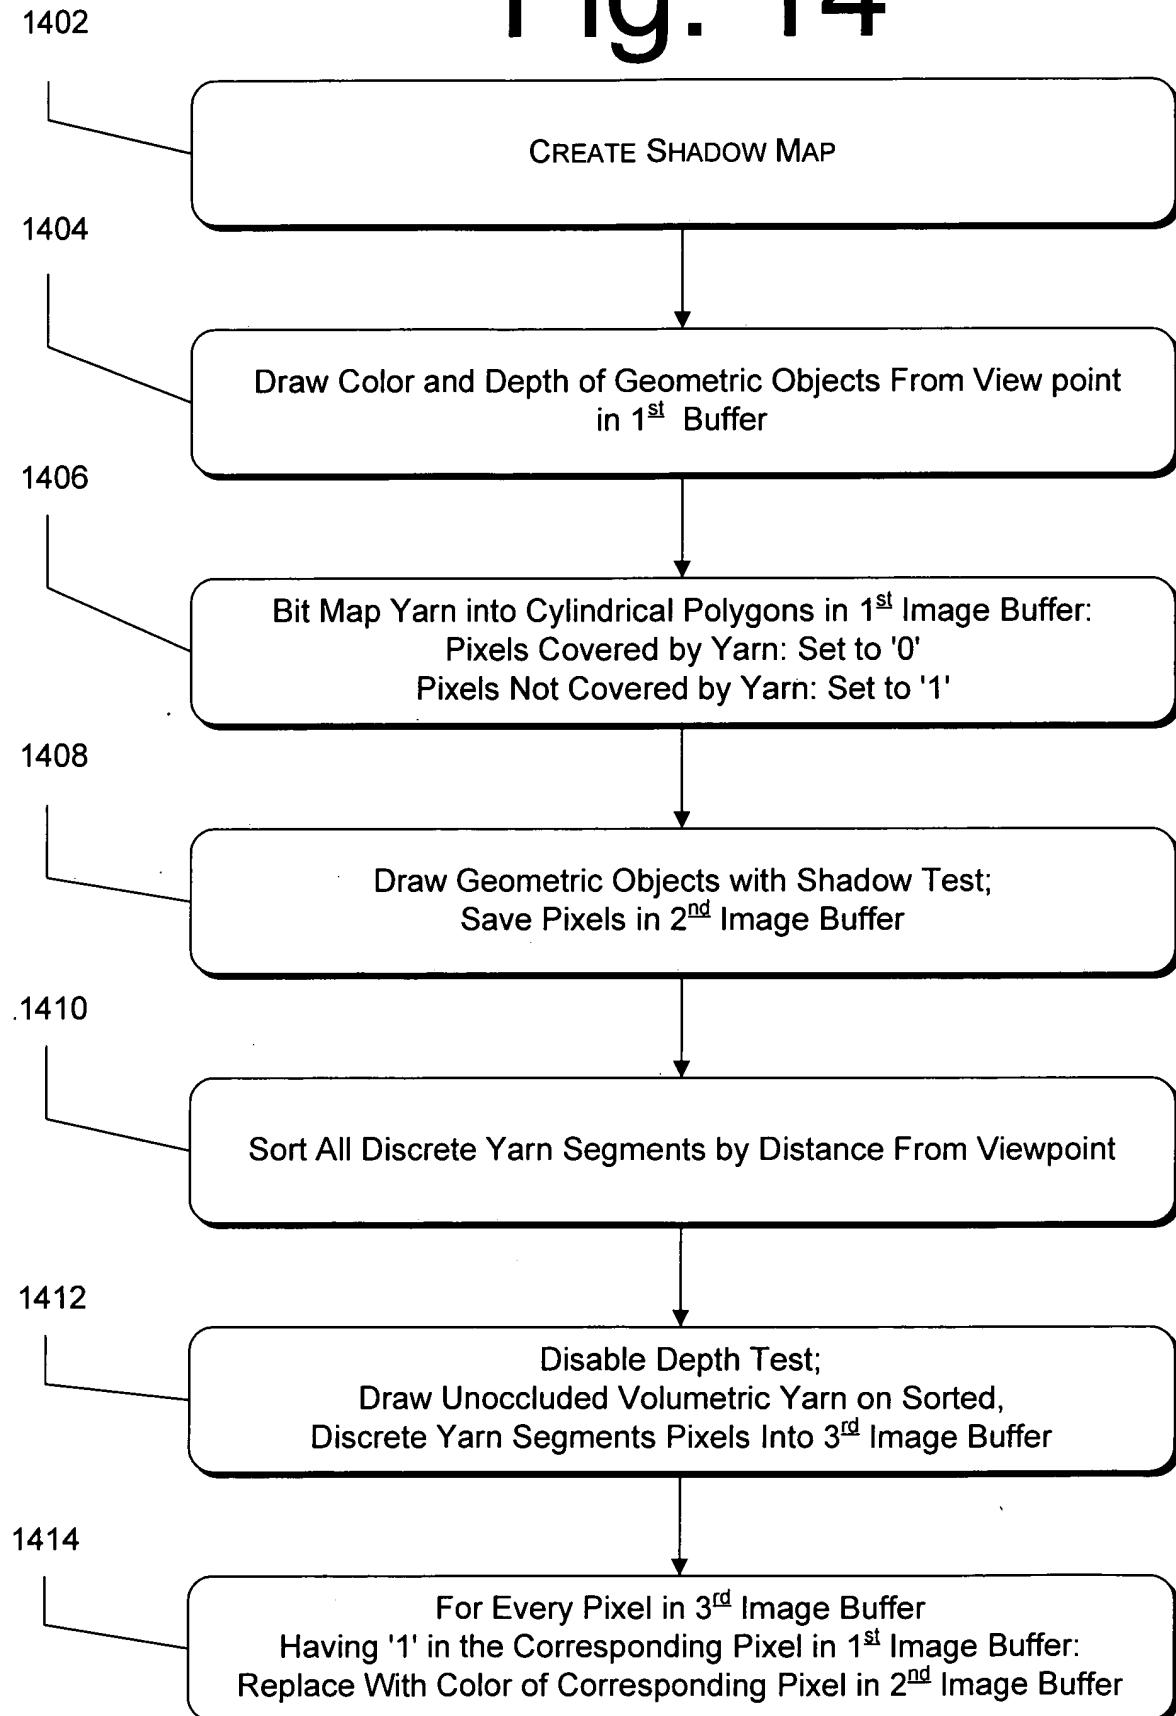 Fig. 14
1402
CREATE SHADOW MAP
1404
Draw Color and Depth of Geometric Objects From View point
in 1st Buffer
1406
Bit Map Yarn into Cylindrical Polygons in 1st Image Buffer:
Pixels Covered by Yarn: Set to '0'
Pixels Not Covered by Yarn: Set to '1'
1408
Draw Geometric Objects with Shadow Test;
Save Pixels in 2nd Image Buffer
1410
Sort All Discrete Yarn Segments by Distance From Viewpoint
1412
Disable Depth Test;
Draw Unoccluded Volumetric Yarn on Sorted,
Discrete Yarn Segments Pixels Into 3rd Image Buffer
1414
For Every Pixel in 3rd Image Buffer
Having '1' in the Corresponding Pixel in 1st Image Buffer:
Replace With Color of Corresponding Pixel in 2nd Image Buffer